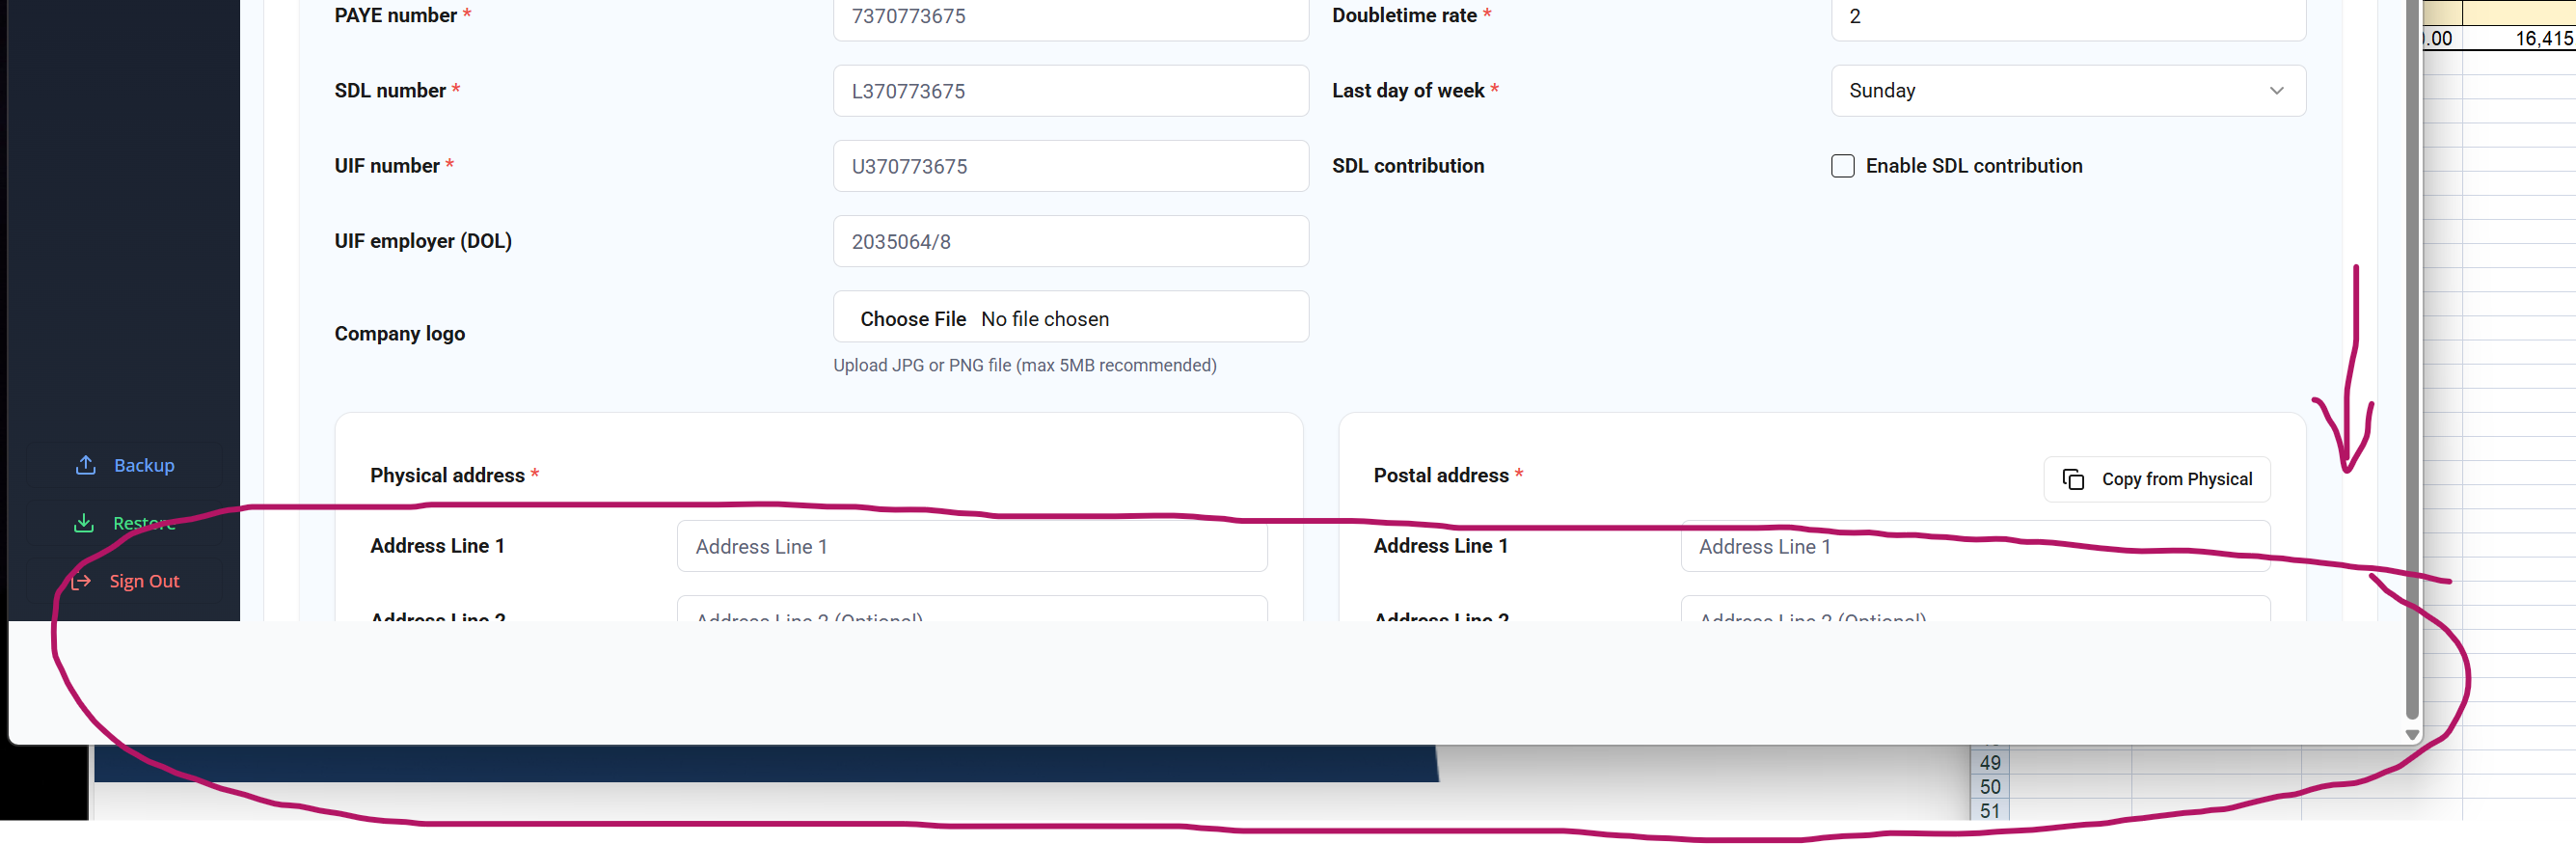 PAYE number *
7370773675
Doubletime rate *
2
.00
16,415
SDL number *
L370773675
Last day of week *
Sunday
UIF number *
U370773675
SDL contribution
Enable SDL contribution
UIF employer (DOL)
2035064/8
Company logo
Choose File No file chosen
Upload JPG or PNG file (max 5MB recommended)
Backup
Physical address *
Postal address *
Copy from Physical
Restore
Address Line 1
Address Line 1
Address Line 1
Address Line 1
Sign Out
Address Line 2
Address Line 2 (Optional)
Address Line 2
Address Line 2 (Optional)
49
50
51